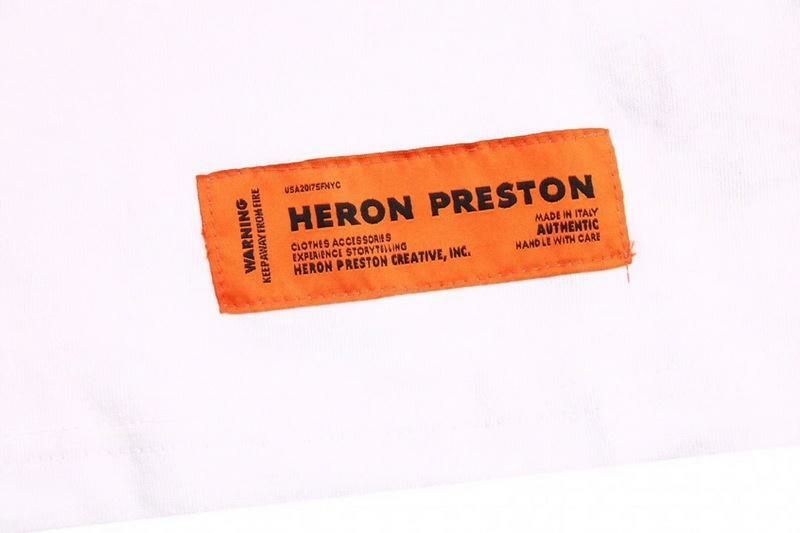 WARNING
KEEP AWAY FROM FIRE
USA2017SFNYC
HERON PRESTON
CLOTHES ACCESSORIES
EXPERIENCE STORYTELLING
HERON PRESTON CREATIVE, INC.
MADE IN ITALY
AUTHENTIC
HANDLE WITH CARE